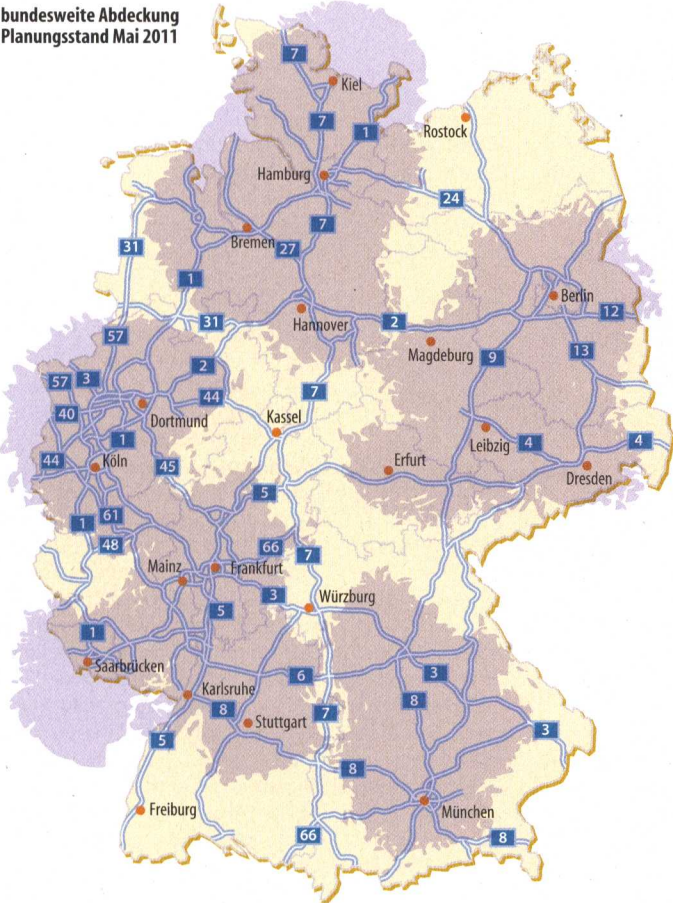 bundesweite Abdeckung
Planungsstand Mai 2011
7
Kiel
7
1
Rostock
Hamburg
24
7
Bremen
27
31
1
Berlin
12
Hannover
31
2
57
13
Magdeburg
9
2
57
3
7
44
40
Dortmund
Kassel
1
Leibzig
4
4
44
Köln
45
Erfurt
Dresden
5
61
1
48
66
7
Mainz
Frankfurt
3
Würzburg
5
1
Saarbrücken
6
3
Karlsruhe
8
8
7
Stuttgart
3
5
8
München
Freiburg
66
8